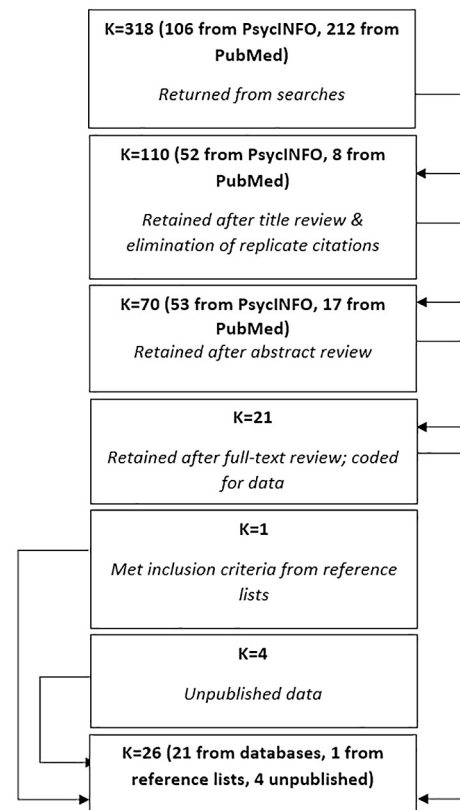 K=318 (106 from PsycINFO, 212 from
PubMed)
Returned from searches
K=110 (52 from PsycINFO, 8 from
PubMed)
Retained after title review &
elimination of replicate citations
K=70 (53 from PsycINFO, 17 from
PubMed)
Retained after abstract review
K=21
Retained after full-text review; coded
for data
K=1
Met inclusion criteria from reference
lists
K=4
Unpublished data
K=26 (21 from databases, 1 from
reference lists, 4 unpublished)